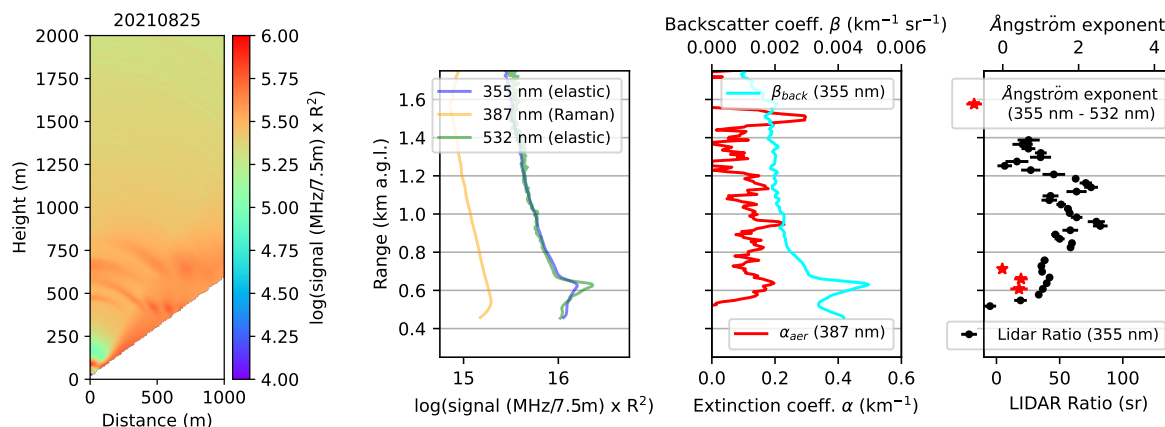 20210825
2000
1750
1500
1250
1000
750
500
250
0
Height (m)
0
1000
Distance (m)
6.00
5.75
5.50
5.25
5.00
4.75
4.50
4.25
4.00
log(signal (MHz/7.5m) x R²)
355 nm (elastic)
387 nm (Raman)
532 nm (elastic)
1.6
1.4
1.2
1.0
0.8
0.6
0.4
Range (km a.g.l.)
15
16
log(signal (MHz/7.5m) x R²)
Backscatter coeff. β (km⁻¹ sr⁻¹)
0.000
0.002
0.004
0.006
β_back (355 nm)
α_aer (387 nm)
0.0
0.2
0.4
0.6
Extinction coeff. α (km⁻¹)
Ångström exponent
0
2
4
Ångström exponent
(355 nm - 532 nm)
Lidar Ratio (355 nm)
0
50
100
LIDAR Ratio (sr)